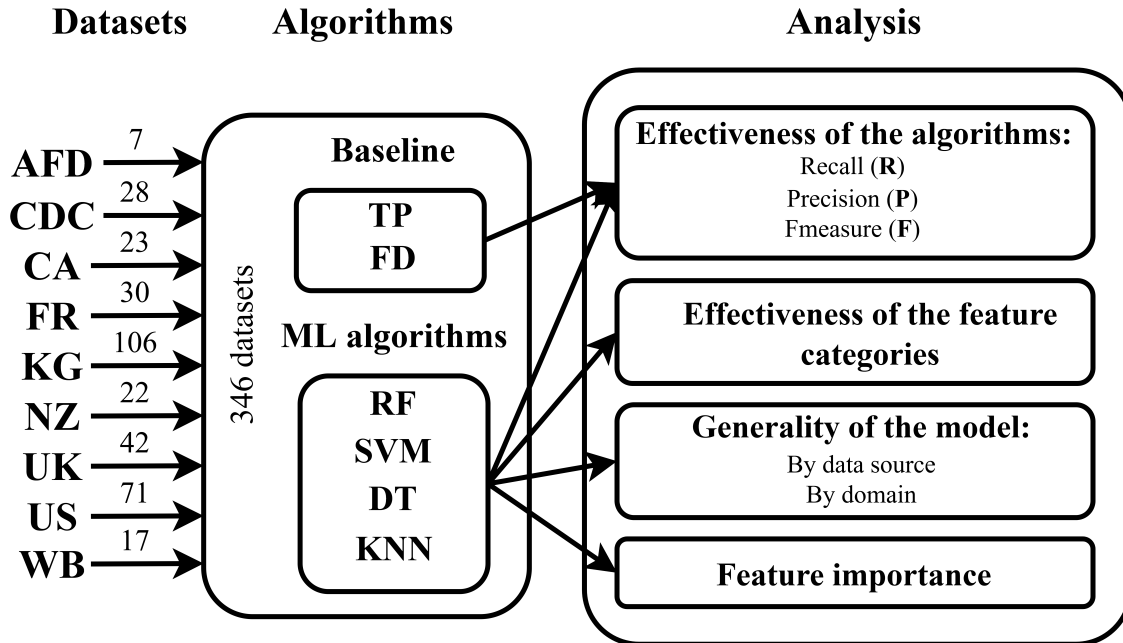 Datasets
Algorithms
Analysis
AFD
7
CDC
28
CA
23
FR
30
KG
106
NZ
22
UK
42
US
71
WB
17
346 datasets
Baseline
TP
FD
ML algorithms
RF
SVM
DT
KNN
Effectiveness of the algorithms:
Recall (R)
Precision (P)
Fmeasure (F)
Effectiveness of the feature
categories
Generality of the model:
By data source
By domain
Feature importance